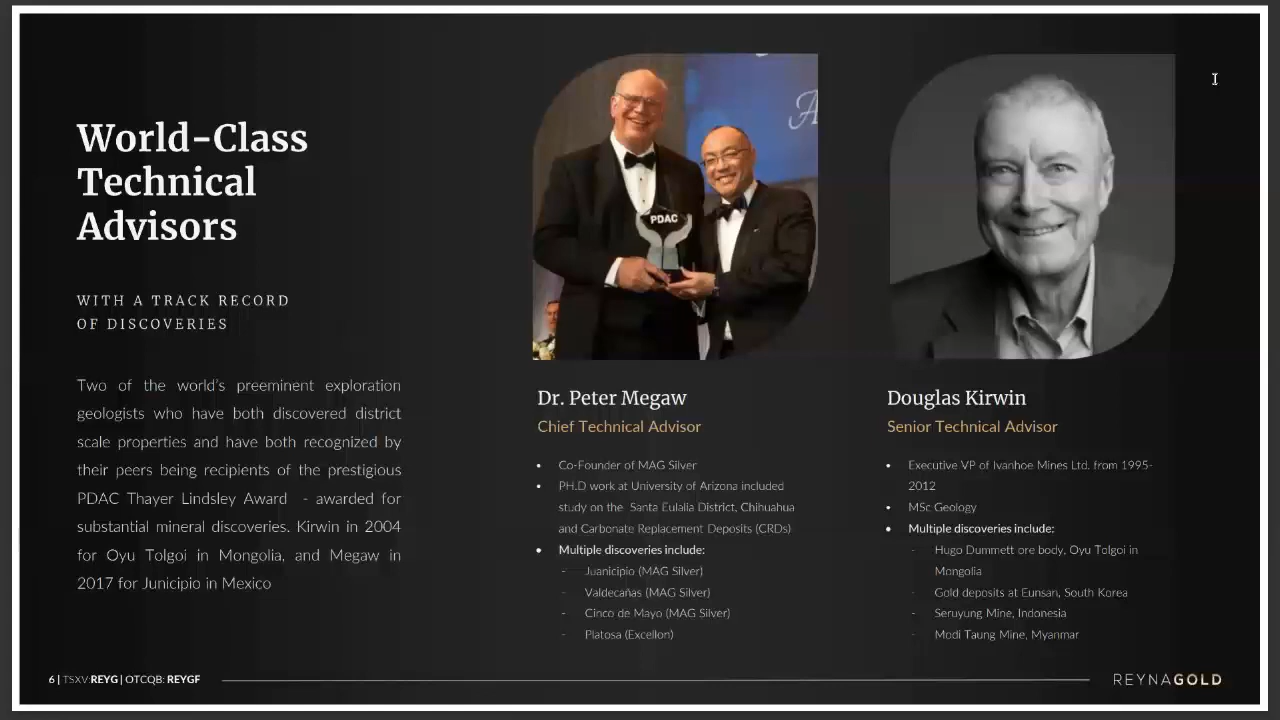 World-Class
Technical
Advisors
WITH A TRACK RECORD
OF DISCOVERIES
Two of the world's preeminent exploration
geologists who have both discovered district
scale properties and have both recognized by
their peers being recipients of the prestigious
PDAC Thayer Lindsley Award - awarded for
substantial mineral discoveries. Kirwin in 2004
for Oyu Tolgoi in Mongolia, and Megaw in
2017 for Junicipio in Mexico
PDAC
Dr. Peter Megaw
Chief Technical Advisor
• Co-Founder of MAG Silver
• PH.D work at University of Arizona included
study on the Santa Eulalia District, Chihuahua
and Carbonate Replacement Deposits (CRDs)
• Multiple discoveries include:
- Juanicipio (MAG Silver)
- Valdecañas (MAG Silver)
- Cinco de Mayo (MAG Silver)
- Platosa (Excellon)
Douglas Kirwin
Senior Technical Advisor
• Executive VP of Ivanhoe Mines Ltd. from 1995-
2012
• MSc Geology
• Multiple discoveries include:
- Hugo Dummett ore body, Oyu Tolgoi in
Mongolia
- Gold deposits at Eunsan, South Korea
- Seruyung Mine, Indonesia
- Modi Taung Mine, Myanmar
6 | TSXV:REYG | OTCQB: REYGF
REYNAGOLD